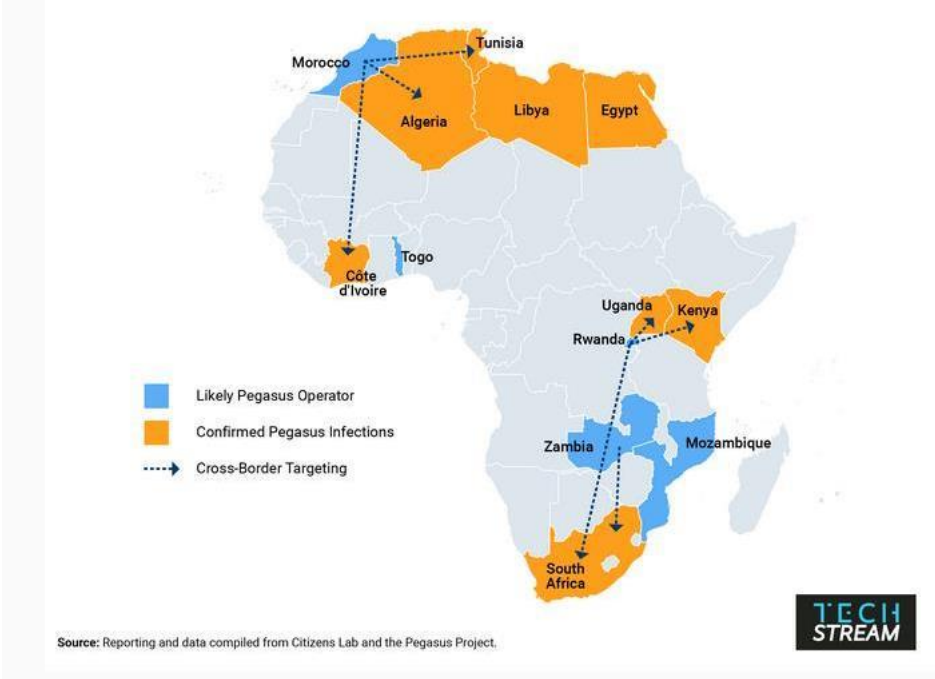 Morocco
Tunisia
Algeria
Libya
Egypt
Togo
Côte
d'Ivoire
Uganda
Kenya
Rwanda
Likely Pegasus Operator
Confirmed Pegasus Infections
Cross-Border Targeting
Zambia
Mozambique
South
Africa
Source: Reporting and data compiled from Citizens Lab and the Pegasus Project.
TECH
STREAM